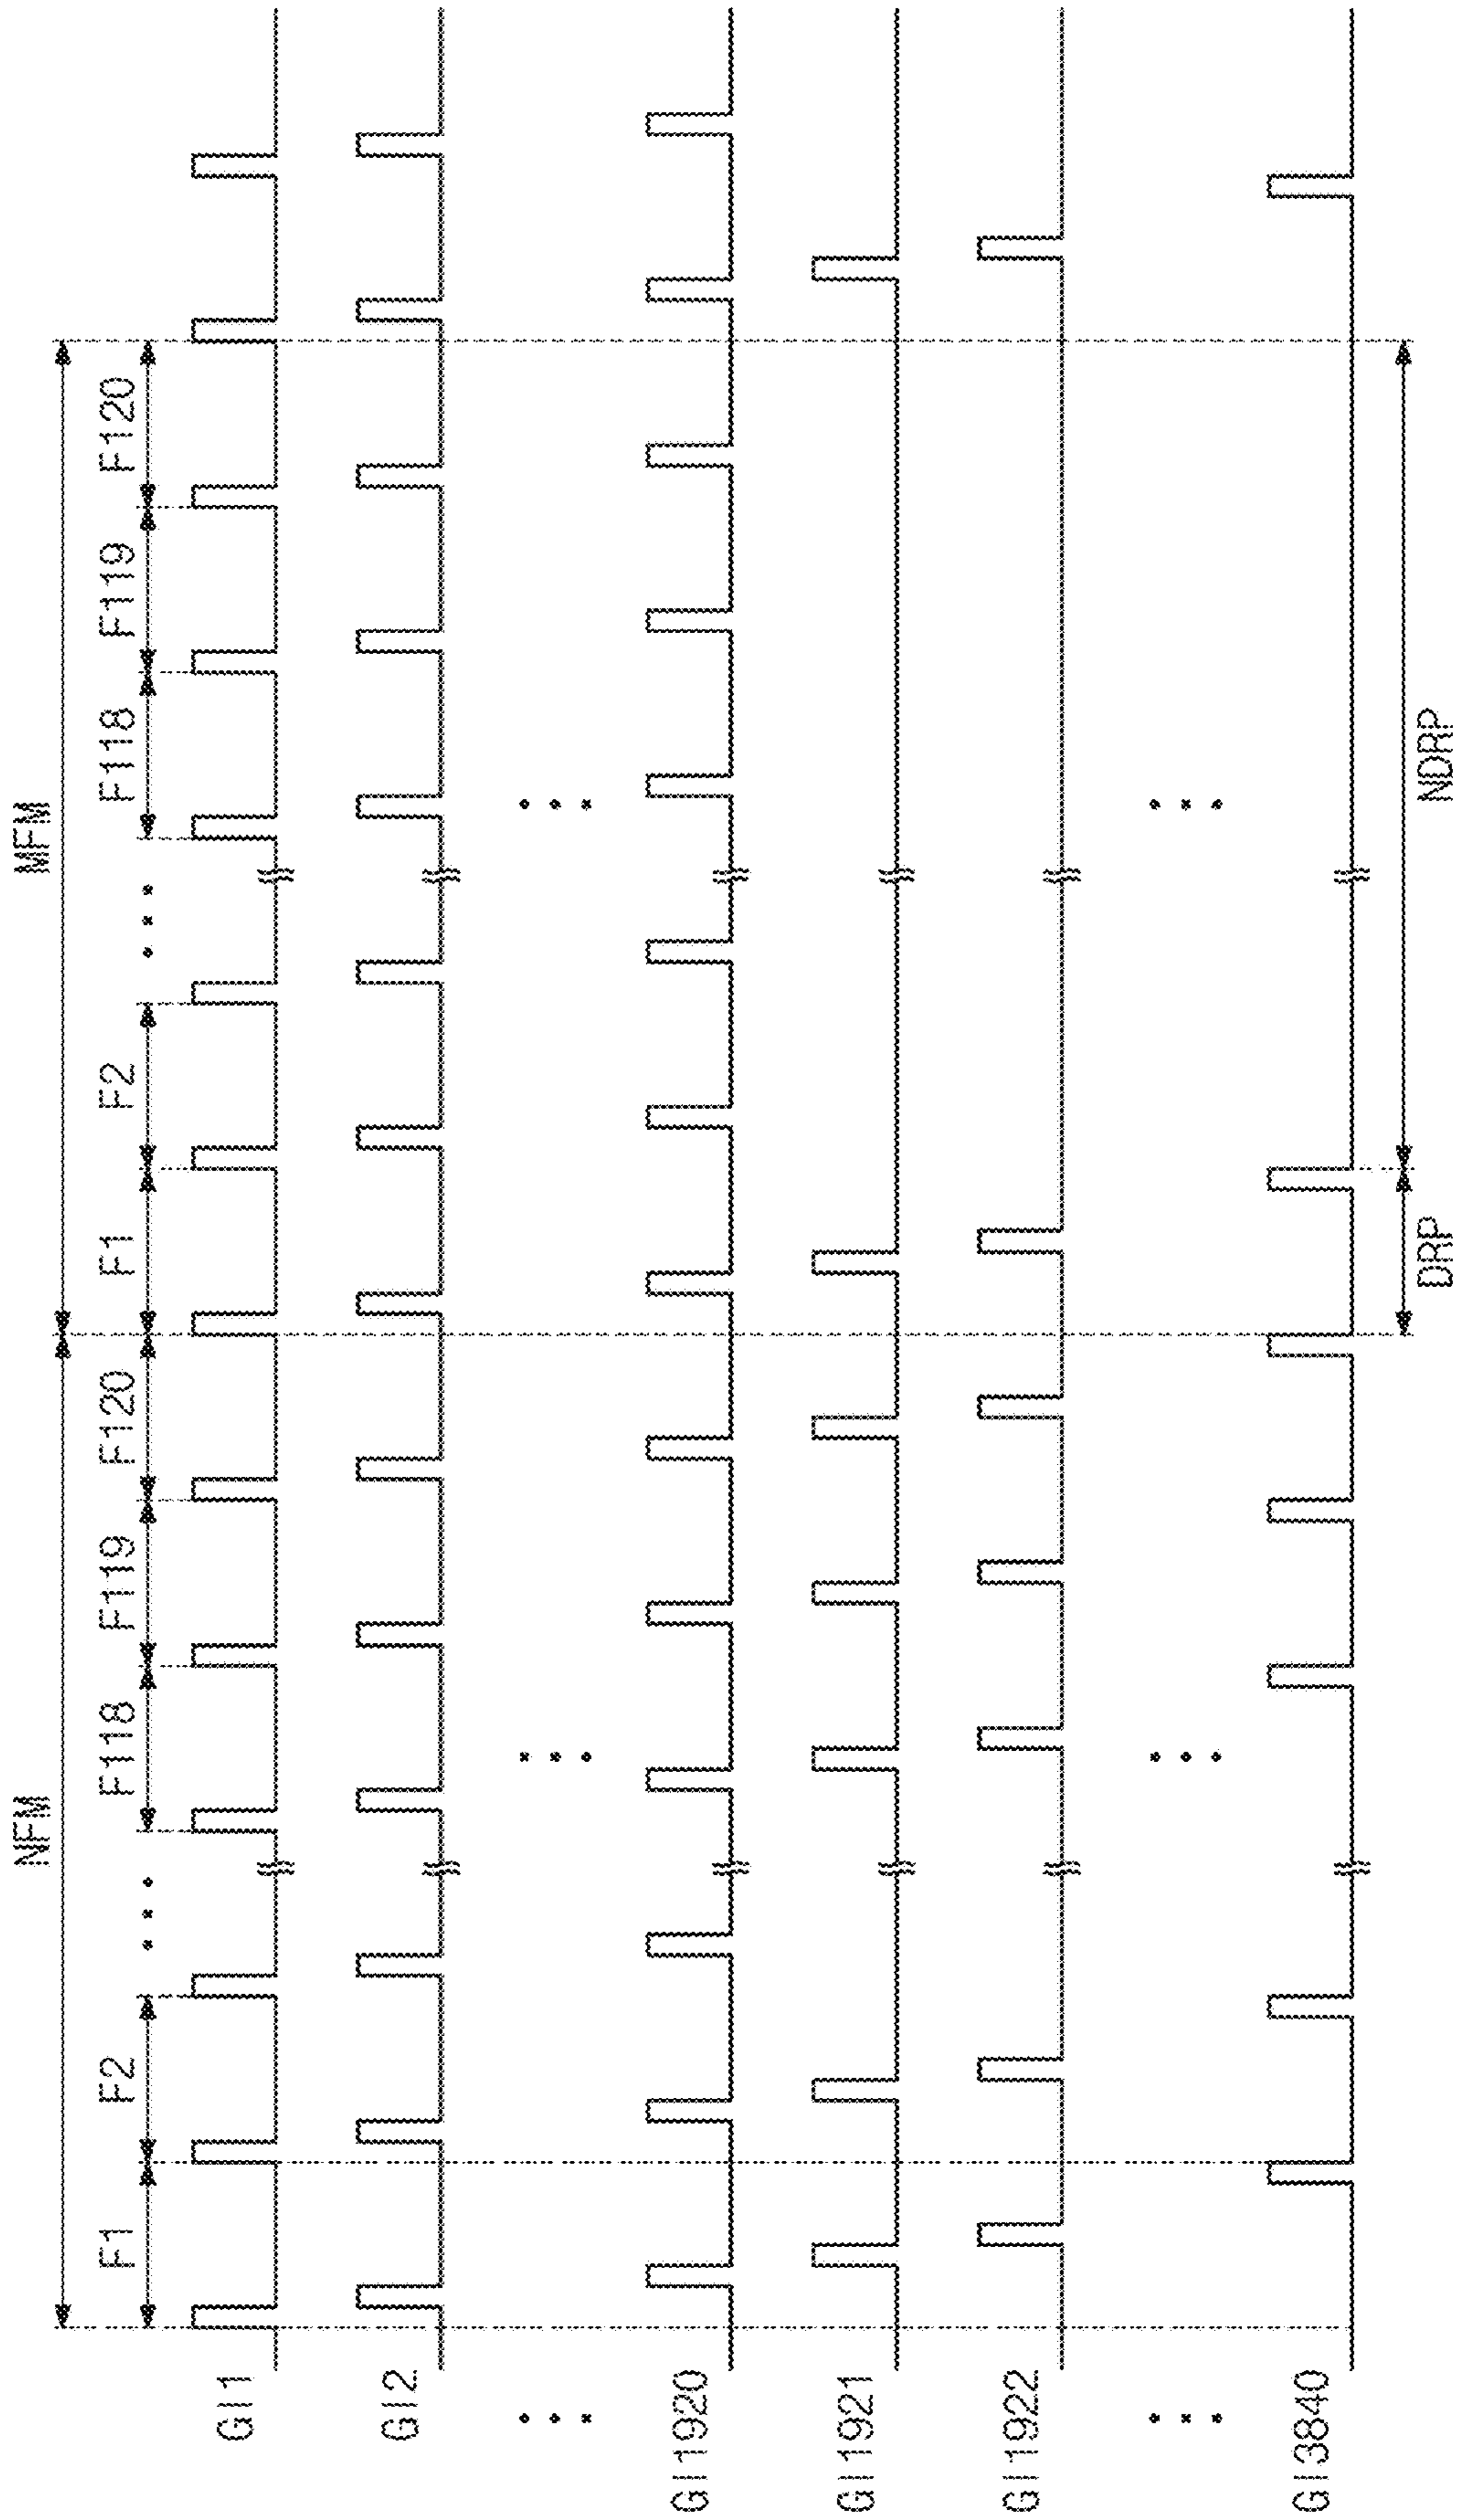 NFM MFM
F1 F2 F118 F119 F120 F1 F2 F118 F119 F120
GI1
GI2
GI1920
GI1921
GI1922
GI3840
DRP NDRP